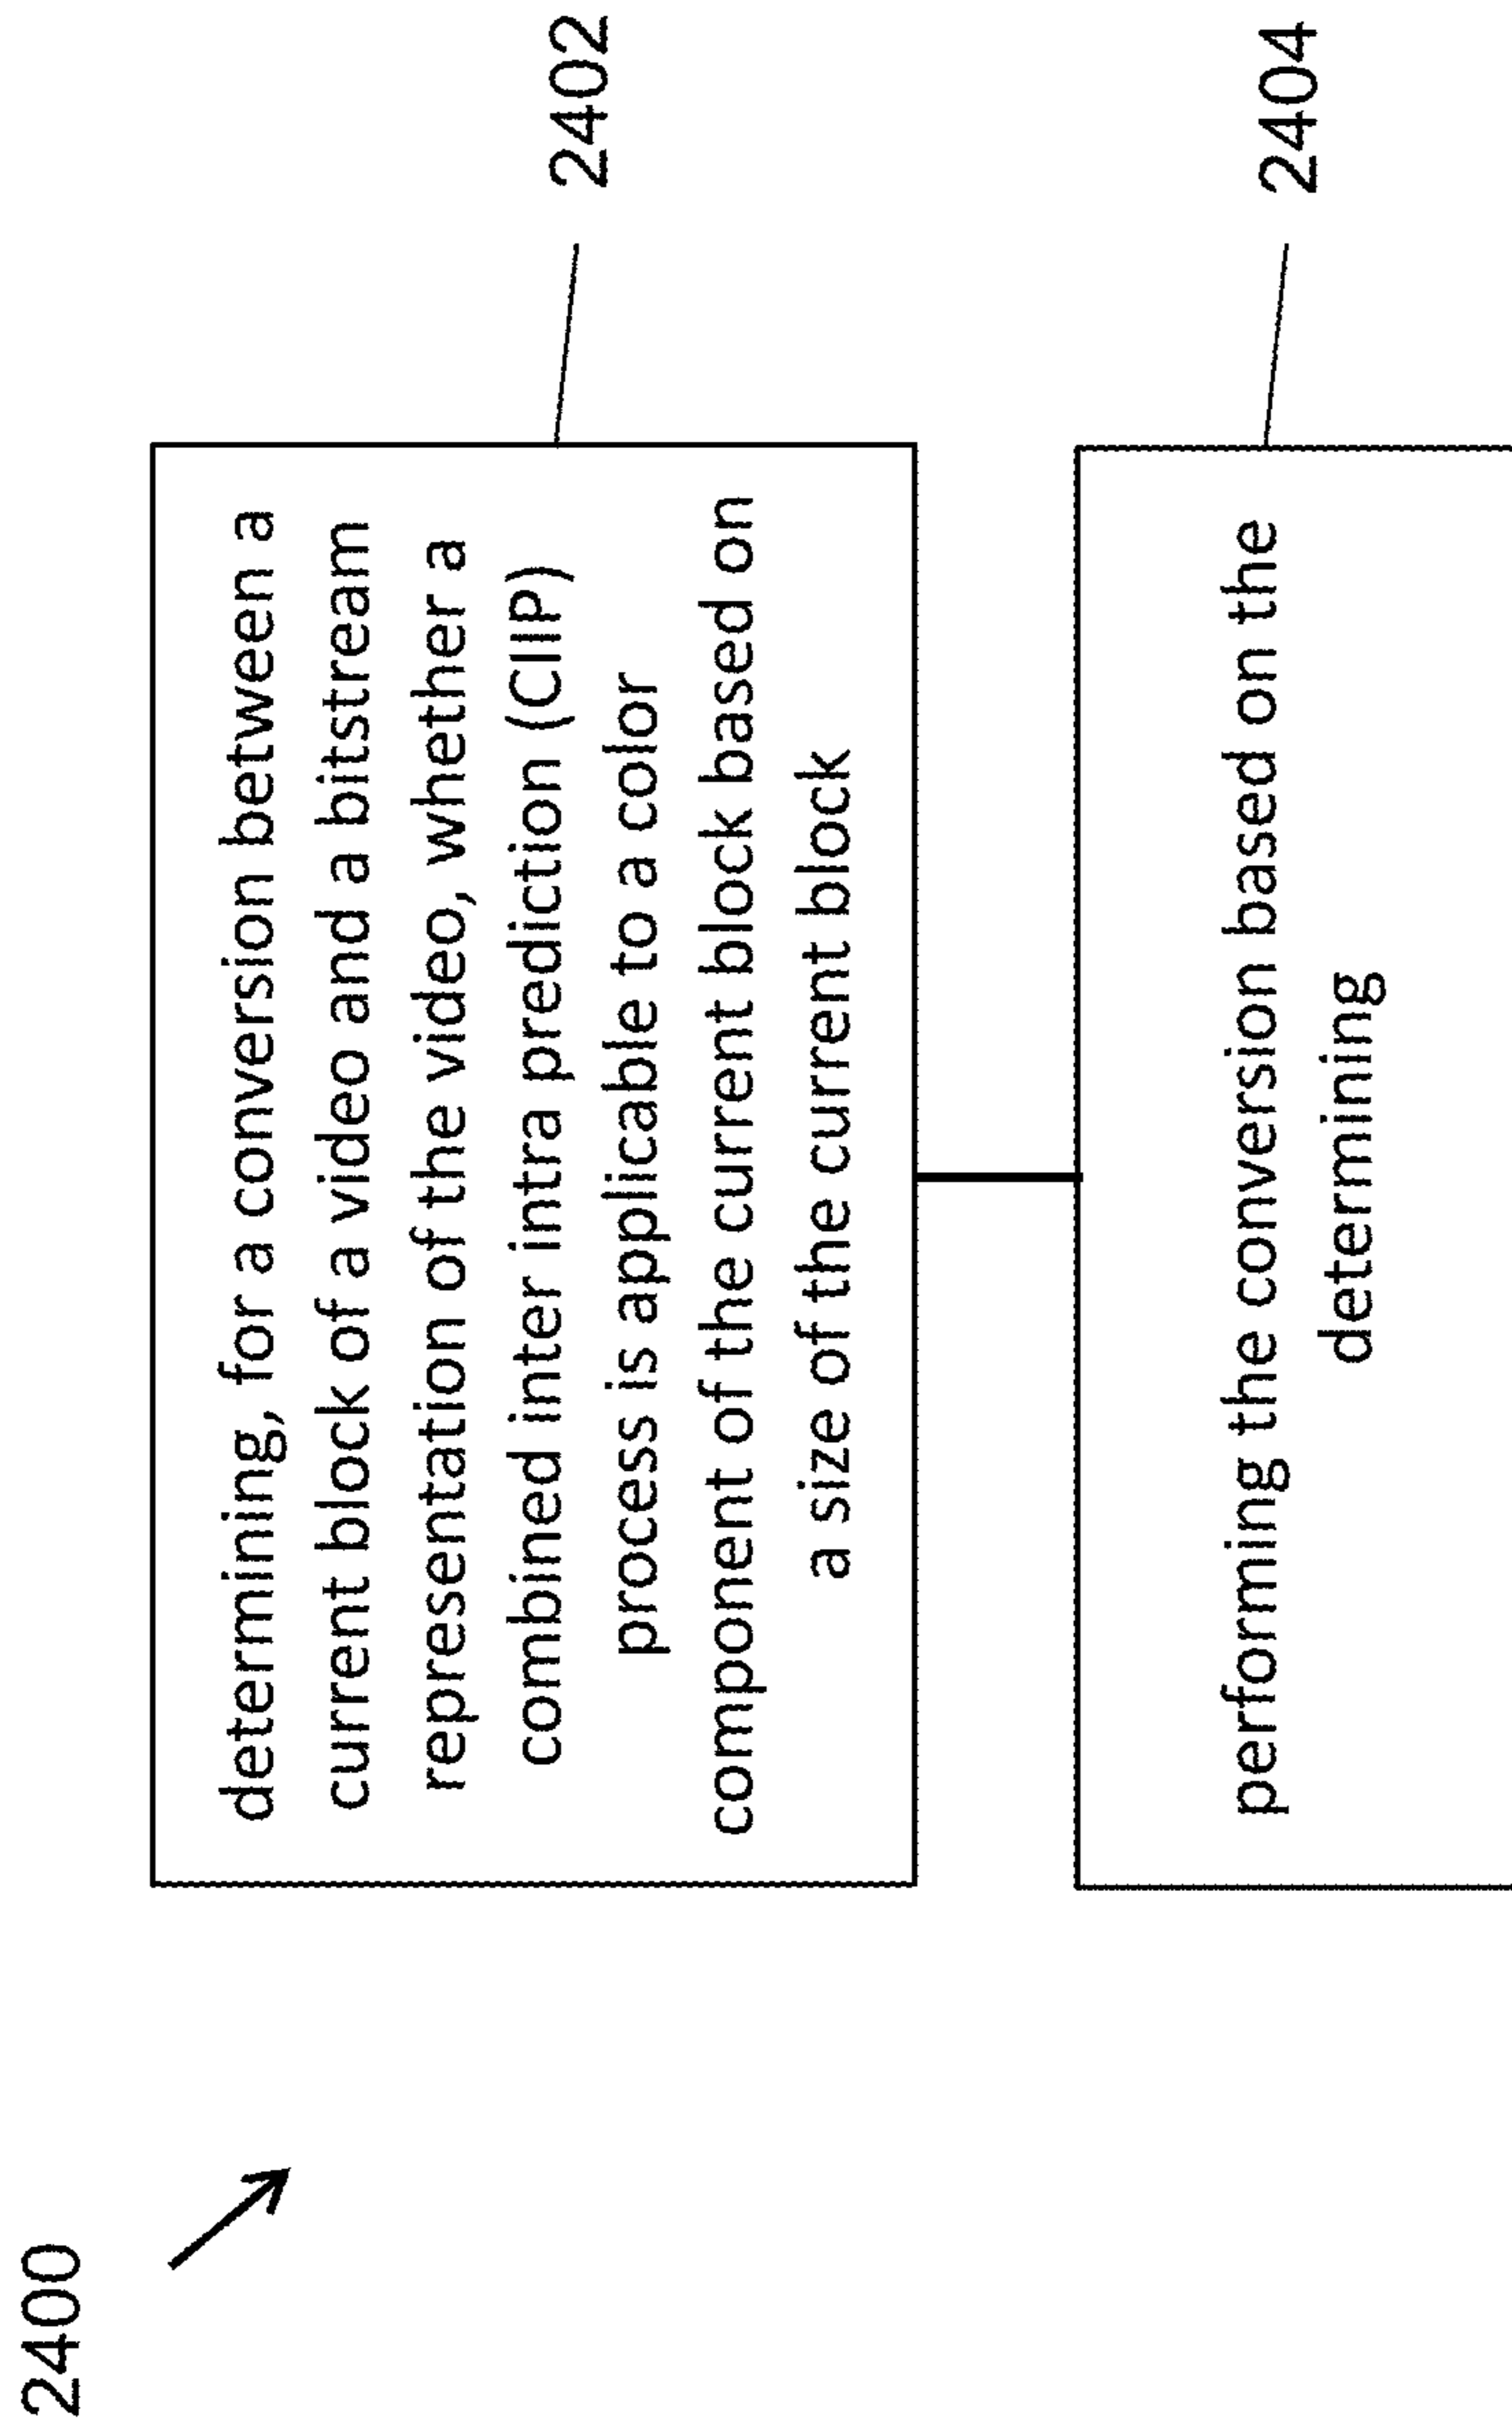 2400
determining, for a conversion between a
current block of a video and a bitstream
representation of the video, whether a
combined inter intra prediction (CIIP)
process is applicable to a color
component of the current block based on
a size of the current block
2402
performing the conversion based on the
determining
2404